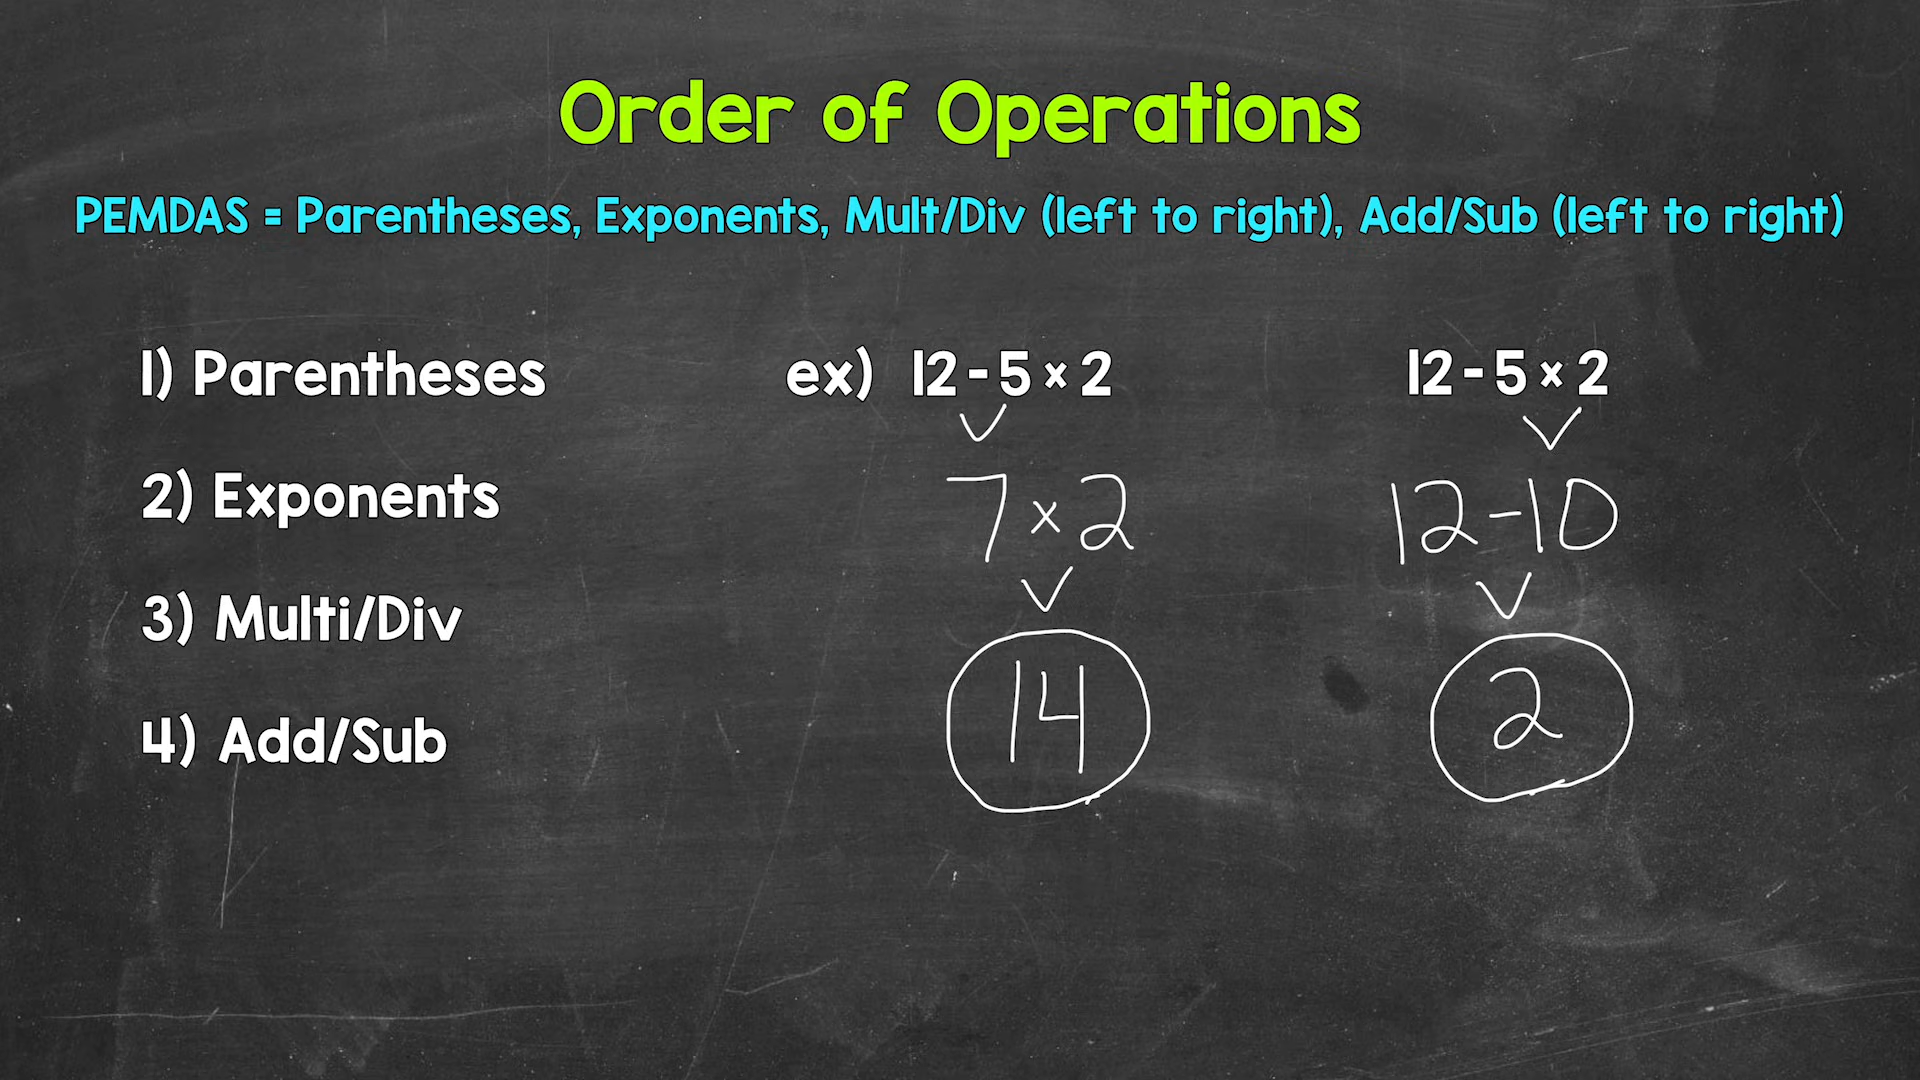 Order of Operations
PEMDAS = Parentheses, Exponents, Mult/Div (left to right), Add/Sub (left to right)
1) Parentheses
2) Exponents
3) Multi/Div
4) Add/Sub
ex) 12-5×2
7×2
14
12-5×2
12-10
2